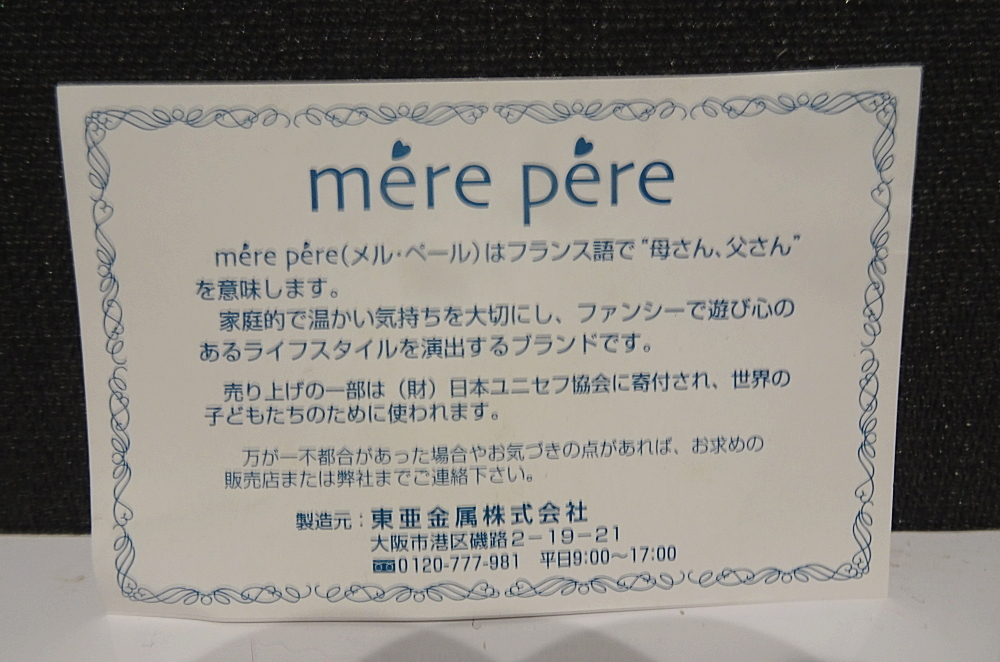 mére pére
mére pére(メル・ペール)はフランス語で“母さん、父さん”
を意味します。
家庭的で温かい気持ちを大切にし、ファンシーで遊び心の
あるライフスタイルを演出するブランドです。
売り上げの一部は（財）日本ユニセフ協会に寄付され、世界の
子どもたちのために使われます。
万が一不都合があった場合やお気づきの点があれば、お求めの
販売店または弊社までご連絡下さい。
製造元：東亜金属株式会社
大阪市港区磯路2－19－21
0120-777-981　平日9:00～17:00